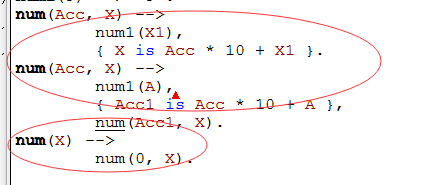 num(Acc, X) -->
num1(X1),
{ X is Acc * 10 + X1 }.
num(Acc, X) -->
num1(A),
{ Acc1 is Acc * 10 + A },
num(Acc1, X).
num(X) -->
num(0, X).